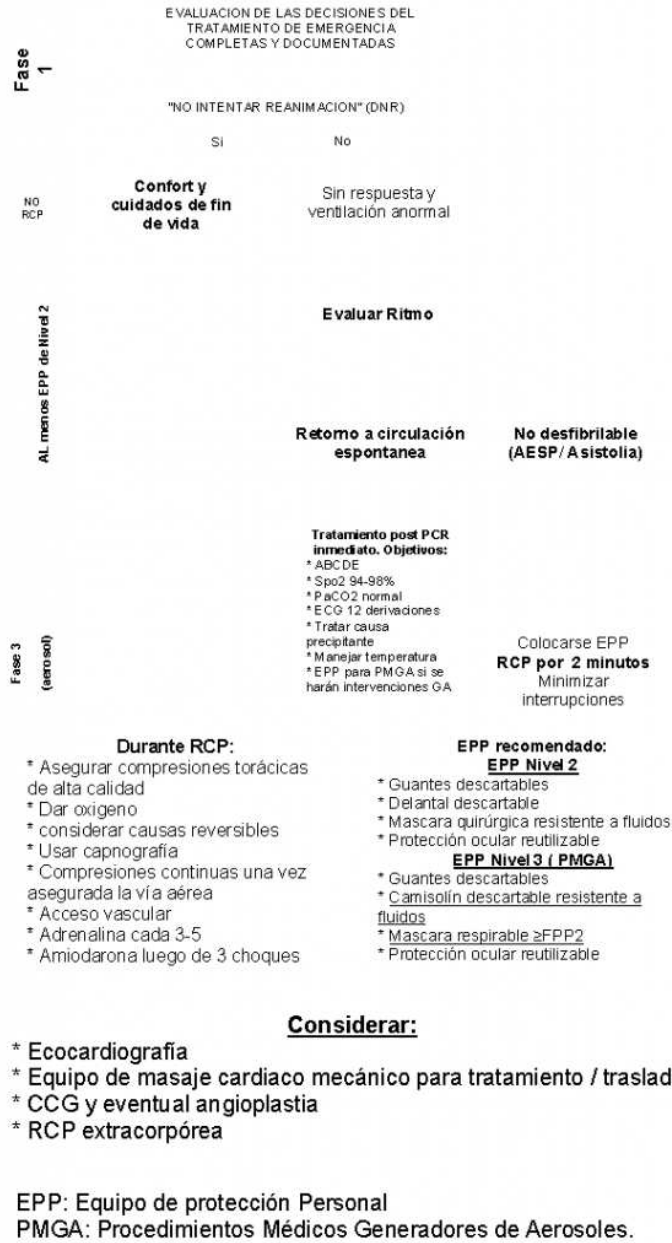 EVALUACION DE LAS DECISIONES DEL
TRATAMIENTO DE EMERGENCIA
COMPLETAS Y DOCUMENTADAS
Fase
1
"NO INTENTAR REANIMACION" (DNR)
Si
No
NO
RCP
Confort y
cuidados de fin
de vida
Sin respuesta y
ventilación anormal
AL menos EPP de Nivel 2
Evaluar Ritmo
Retorno a circulación
espontanea
No desfibrilable
(AESP/ Asistolia)
Fase 3
(aerosol)
Tratamiento post PCR
inmediato. Objetivos:
* ABCDE
* Spo2 94-98%
* PaCO2 normal
* ECG 12 derivaciones
* Tratar causa
precipitante
* Manejar temperatura
* EPP para PMGA si se
harán intervenciones GA
Colocarse EPP
RCP por 2 minutos
Minimizar
interrupciones
Durante RCP:
* Asegurar compresiones torácicas
de alta calidad
* Dar oxigeno
* considerar causas reversibles
* Usar capnografía
* Compresiones continuas una vez
asegurada la vía aérea
* Acceso vascular
* Adrenalina cada 3-5
* Amiodarona luego de 3 choques
EPP recomendado:
EPP Nivel 2
* Guantes descartables
* Delantal descartable
* Mascara quirúrgica resistente a fluidos
* Protección ocular reutilizable
EPP Nivel 3 ( PMGA)
* Guantes descartables
* Camisolín descartable resistente a
fluidos
* Mascara respirable ≥FPP2
* Protección ocular reutilizable
Considerar:
* Ecocardiografía
* Equipo de masaje cardiaco mecánico para tratamiento / traslad
* CCG y eventual angioplastia
* RCP extracorpórea
EPP: Equipo de protección Personal
PMGA: Procedimientos Médicos Generadores de Aerosoles.